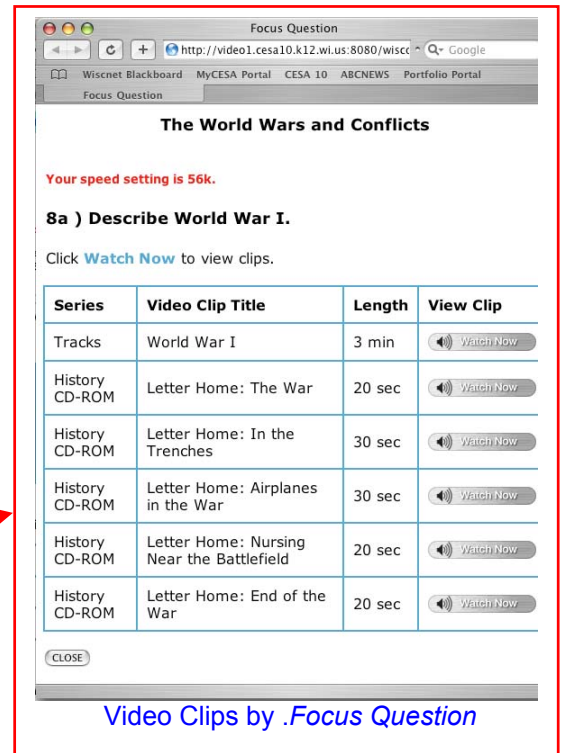 Focus Question
http://video1.cesa10.k12.wi.us:8080/wiscc
Google
Wiscnet Blackboard MyCESA Portal CESA 10 ABCNEWS Portfolio Portal
Focus Question
The World Wars and Conflicts
Your speed setting is 56k.
8a ) Describe World War I.
Click Watch Now to view clips.
Series Video Clip Title Length View Clip
Tracks World War I 3 min Watch Now
History
CD-ROM
Letter Home: The War 20 sec Watch Now
History
CD-ROM
Letter Home: In the
Trenches
30 sec Watch Now
History
CD-ROM
Letter Home: Airplanes
in the War
30 sec Watch Now
History
CD-ROM
Letter Home: Nursing
Near the Battlefield
20 sec Watch Now
History
CD-ROM
Letter Home: End of the
War
20 sec Watch Now
CLOSE
Video Clips by .Focus Question